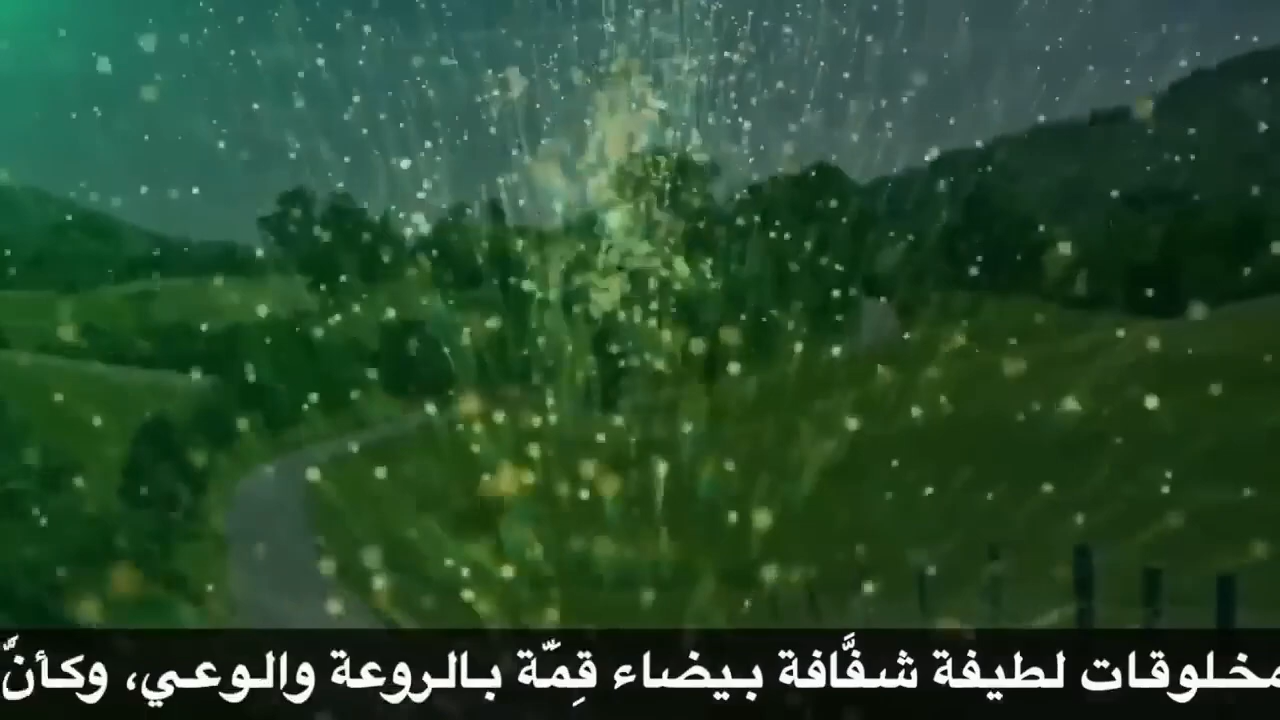 مخلوقات لطيفة شفَّافة بيضاء قِمّة بالروعة والوعي، وكأنَّ